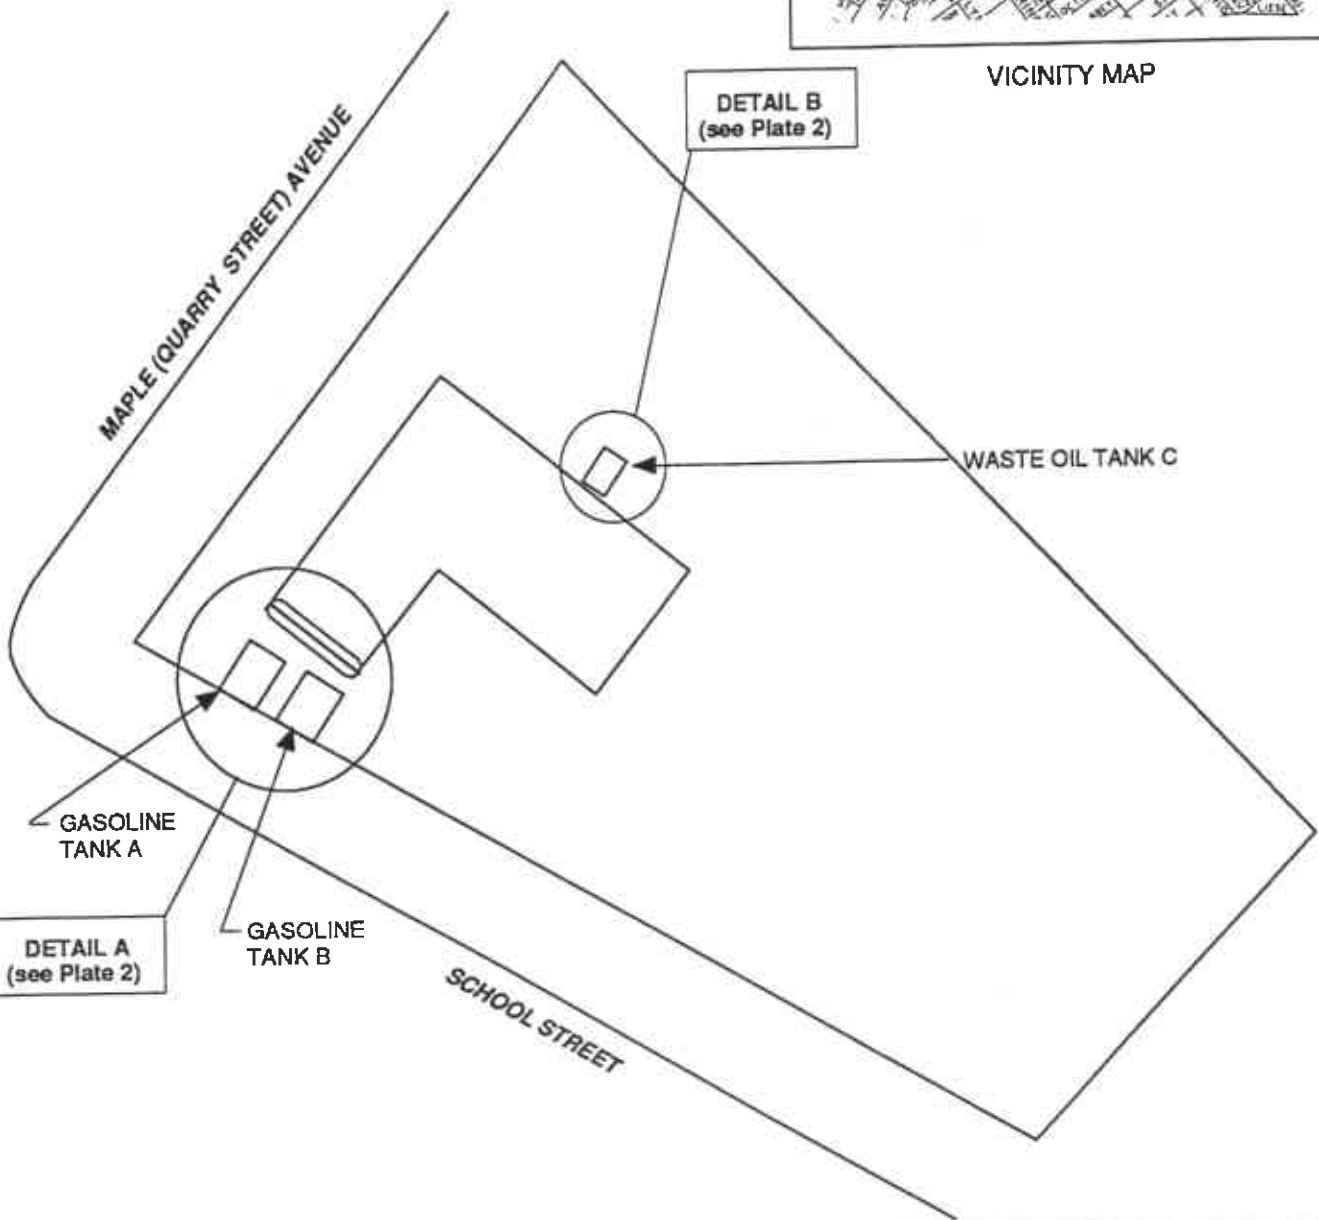 VICINITY MAP
DETAIL B
(see Plate 2)
MAPLE (QUARRY STREET) AVENUE
WASTE OIL TANK C
GASOLINE
TANK A
GASOLINE
TANK B
DETAIL A
(see Plate 2)
SCHOOL STREET